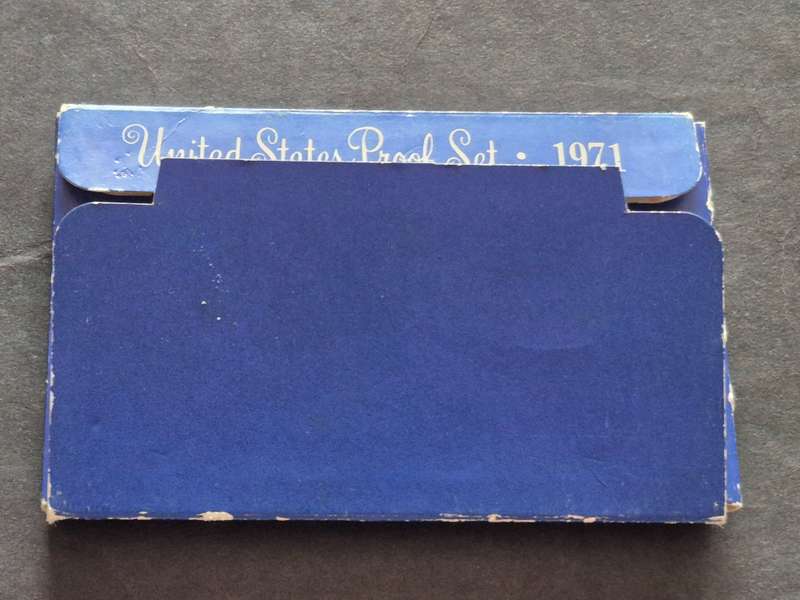 United States Proof Set · 1971